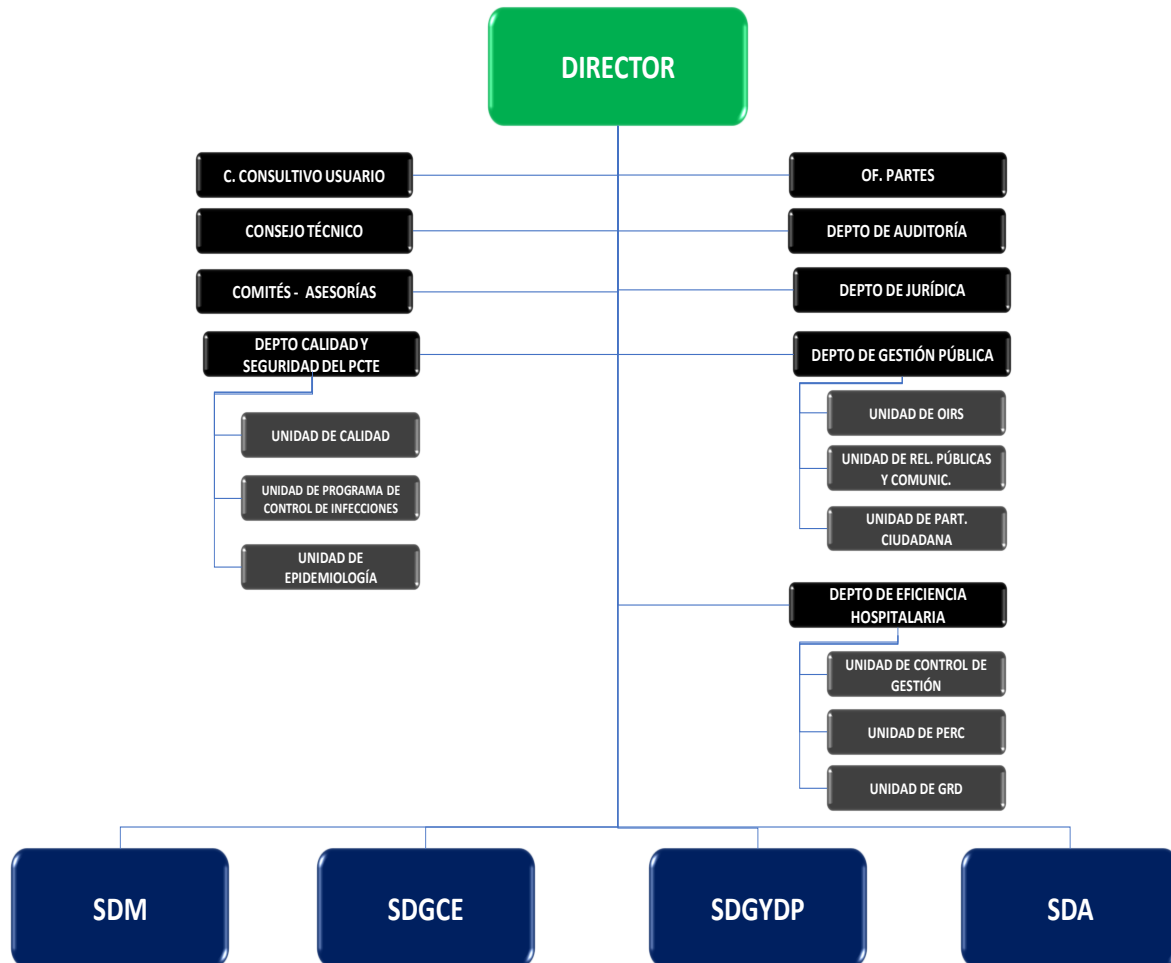 DIRECTOR
C. CONSULTIVO USUARIO
OF. PARTES
CONSEJO TÉCNICO
DEPTO DE AUDITORÍA
COMITÉS - ASESORÍAS
DEPTO DE JURÍDICA
DEPTO CALIDAD Y
SEGURIDAD DEL PCTE
DEPTO DE GESTIÓN PÚBLICA
UNIDAD DE CALIDAD
UNIDAD DE PROGRAMA DE
CONTROL DE INFECCIONES
UNIDAD DE
EPIDEMIOLOGÍA
UNIDAD DE OIRS
UNIDAD DE REL. PÚBLICAS
Y COMUNIC.
UNIDAD DE PART.
CIUDADANA
DEPTO DE EFICIENCIA
HOSPITALARIA
UNIDAD DE CONTROL DE
GESTIÓN
UNIDAD DE PERC
UNIDAD DE GRD
SDM
SDGCE
SDGYDP
SDA